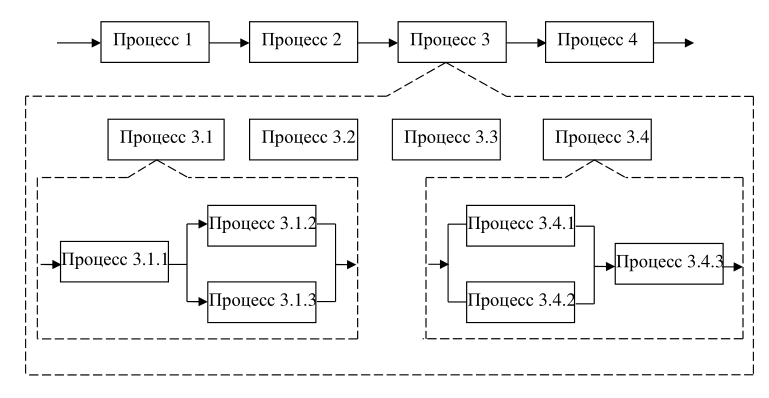 Процесс 1
Процесс 2
Процесс 3
Процесс 4
Процесс 3.1
Процесс 3.2
Процесс 3.3
Процесс 3.4
Процесс 3.1.1
Процесс 3.1.2
Процесс 3.1.3
Процесс 3.4.1
Процесс 3.4.2
Процесс 3.4.3